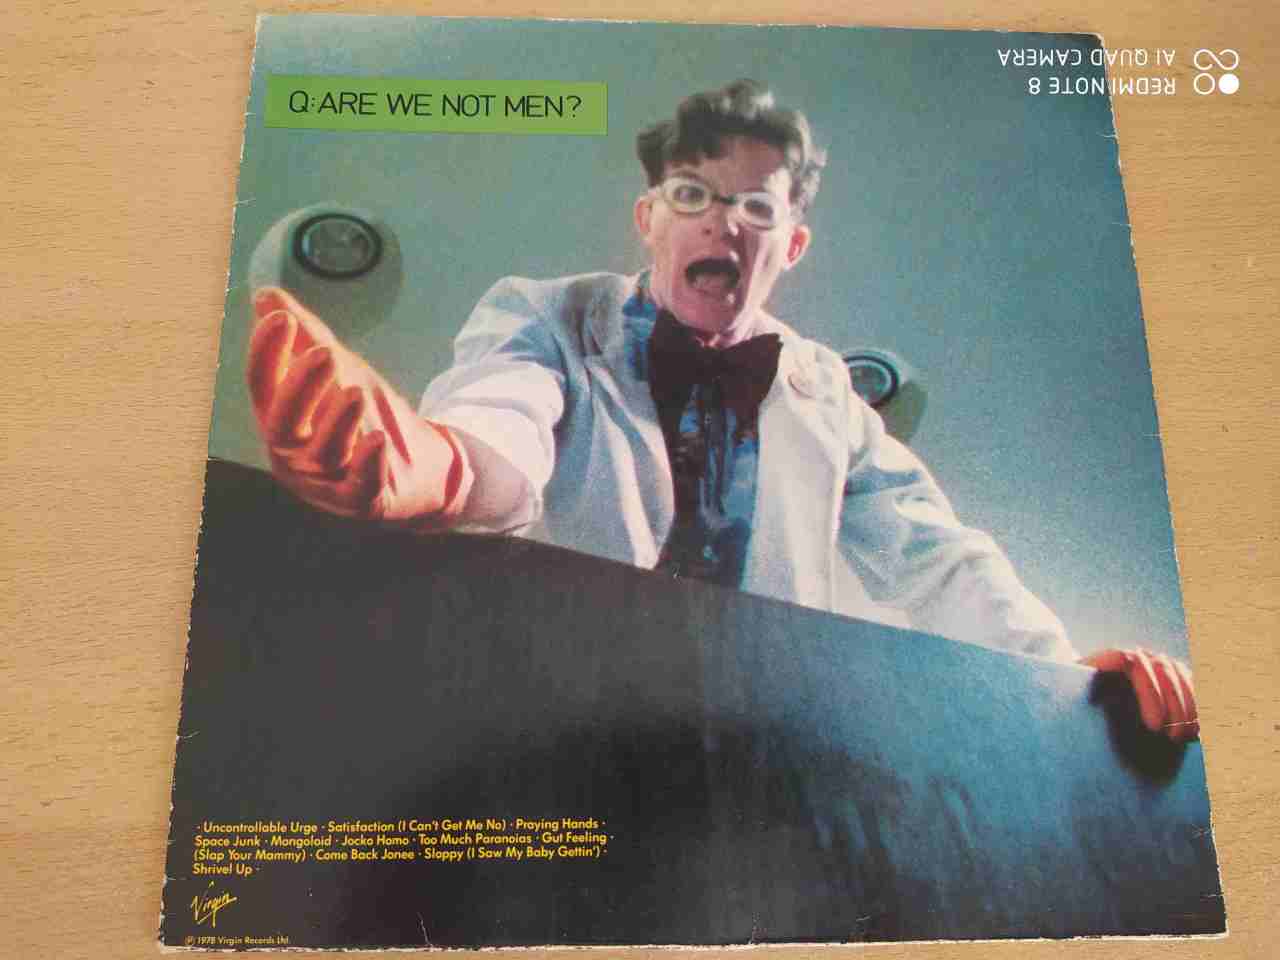 Q: ARE WE NOT MEN?
REDMI NOTE 8
AI QUAD CAMERA
· Uncontrollable Urge · Satisfaction (I Can't Get Me No) · Praying Hands ·
Space Junk · Mongoloid · Jocko Homo · Too Much Paranoias · Gut Feeling ·
(Slap Your Mammy) · Come Back Jonee · Sloppy (I Saw My Baby Gettin') ·
Shrivel Up ·
Virgin
℗ 1978 Virgin Records Ltd.